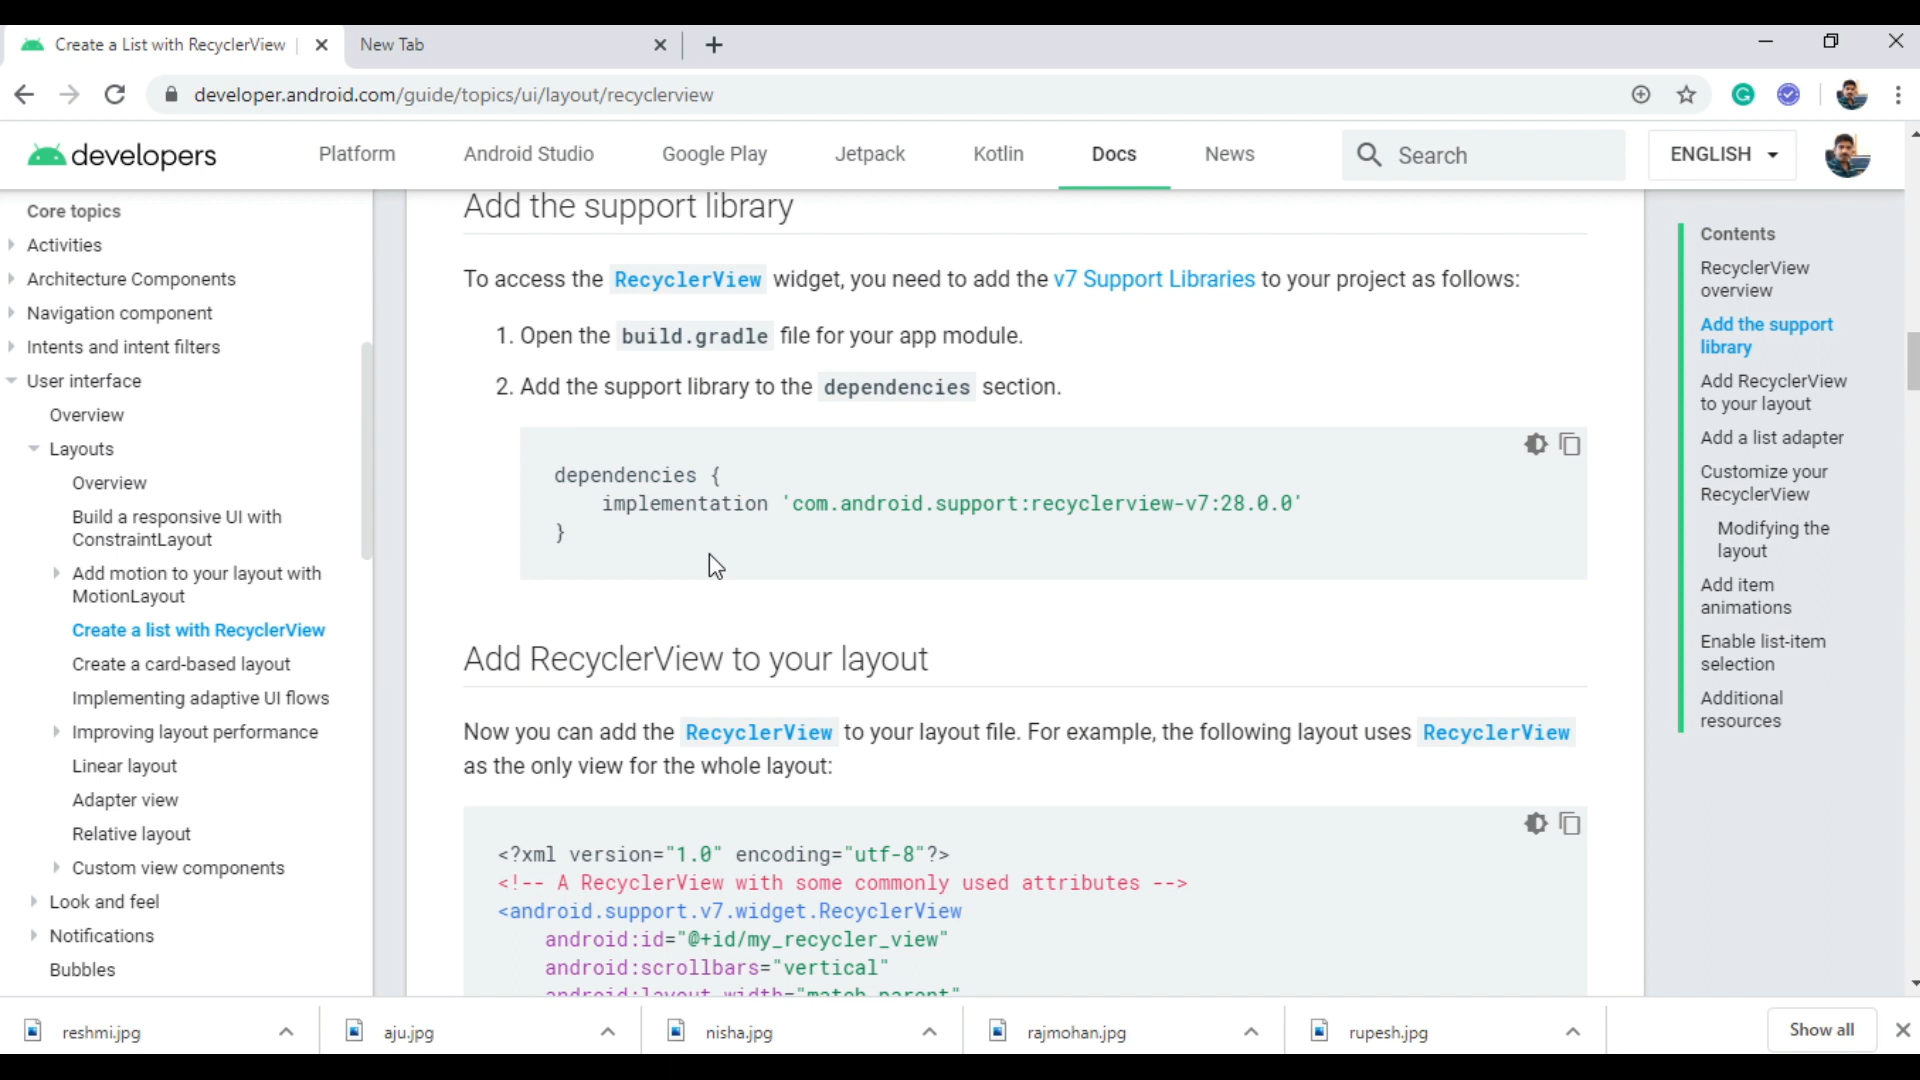 Create a List with RecyclerView
New Tab
developer.android.com/guide/topics/ui/layout/recyclerview
developers
Platform
Android Studio
Google Play
Jetpack
Kotlin
Docs
News
Search
ENGLISH
Core topics
Activities
Architecture Components
Navigation component
Intents and intent filters
User interface
Overview
Layouts
Overview
Build a responsive UI with
ConstraintLayout
Add motion to your layout with
MotionLayout
Create a list with RecyclerView
Create a card-based layout
Implementing adaptive UI flows
Improving layout performance
Linear layout
Adapter view
Relative layout
Custom view components
Look and feel
Notifications
Bubbles
Add the support library
To access the RecyclerView widget, you need to add the v7 Support Libraries to your project as follows:
1. Open the build.gradle file for your app module.
2. Add the support library to the dependencies section.
dependencies {
    implementation 'com.android.support:recyclerview-v7:28.0.0'
}
Add RecyclerView to your layout
Now you can add the RecyclerView to your layout file. For example, the following layout uses RecyclerView
as the only view for the whole layout:
<?xml version="1.0" encoding="utf-8"?>
<!-- A RecyclerView with some commonly used attributes -->
<android.support.v7.widget.RecyclerView
    android:id="@+id/my_recycler_view"
    android:scrollbars="vertical"
    android:layout_width="match_parent"
Contents
RecyclerView
overview
Add the support
library
Add RecyclerView
to your layout
Add a list adapter
Customize your
RecyclerView
Modifying the
layout
Add item
animations
Enable list-item
selection
Additional
resources
reshmi.jpg
aju.jpg
nisha.jpg
rajmohan.jpg
rupesh.jpg
Show all